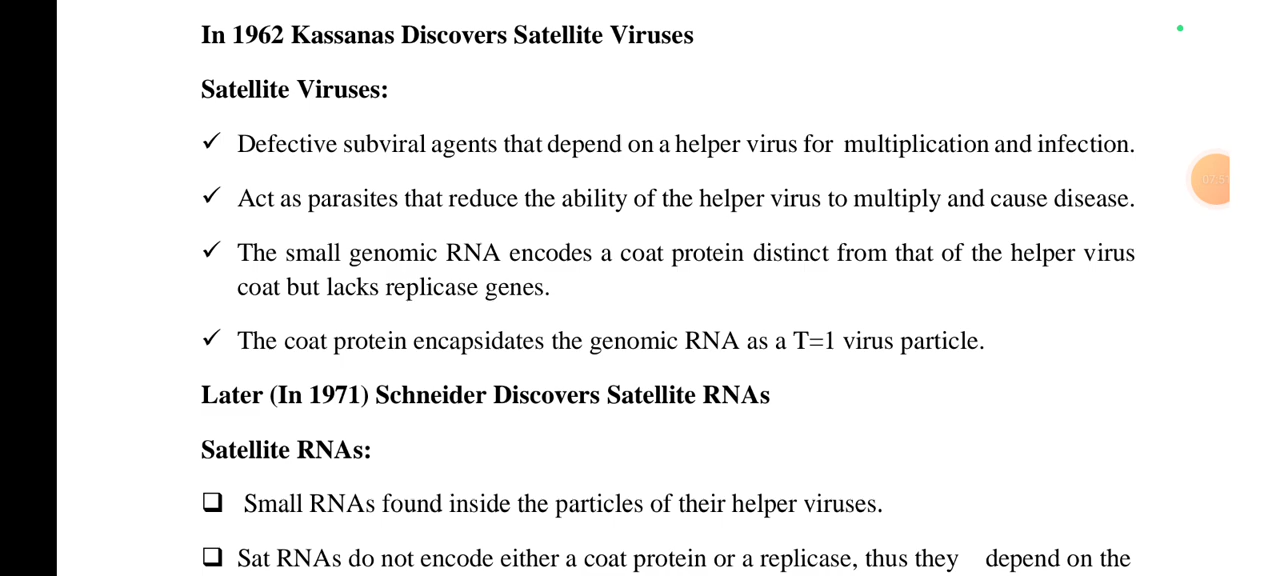 In 1962 Kassanas Discovers Satellite Viruses
Satellite Viruses:
✓ Defective subviral agents that depend on a helper virus for multiplication and infection.
✓ Act as parasites that reduce the ability of the helper virus to multiply and cause disease.
✓ The small genomic RNA encodes a coat protein distinct from that of the helper virus
coat but lacks replicase genes.
✓ The coat protein encapsidates the genomic RNA as a T=1 virus particle.
Later (In 1971) Schneider Discovers Satellite RNAs
Satellite RNAs:
❑ Small RNAs found inside the particles of their helper viruses.
❑ Sat RNAs do not encode either a coat protein or a replicase, thus they depend on the